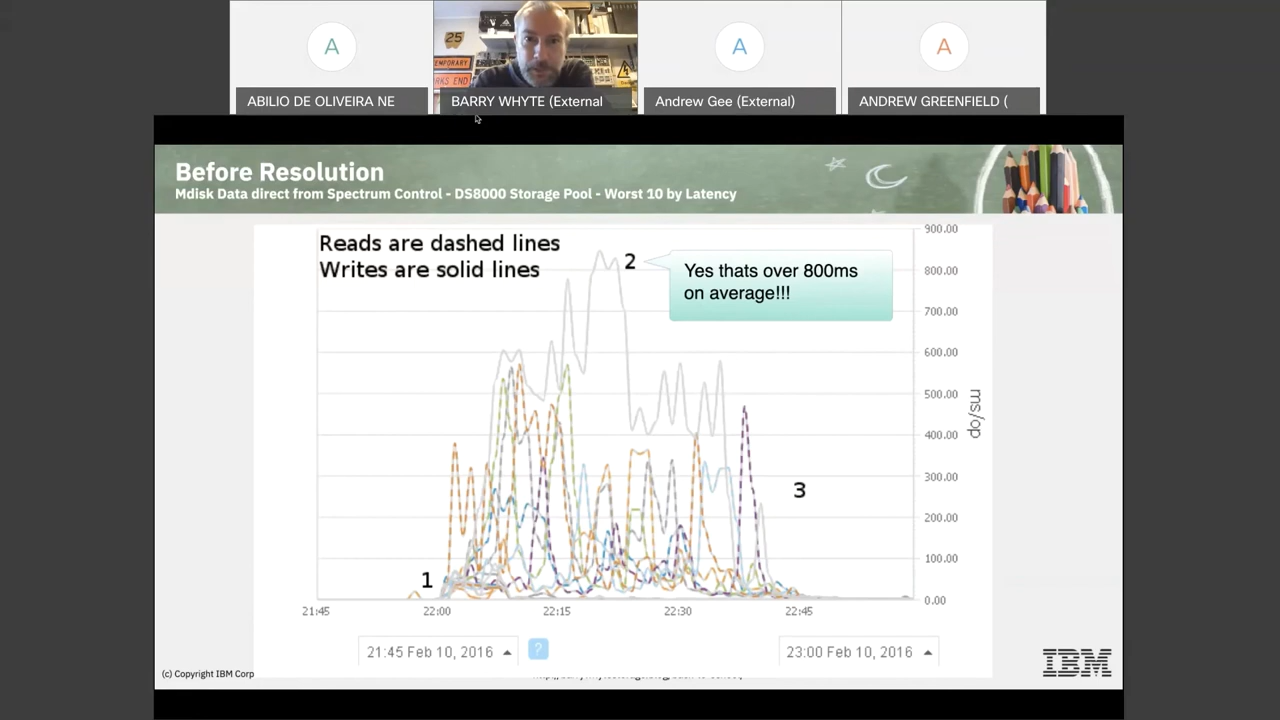 A
A
A
25
EMPORARY
RKS END
ABILIO DE OLIVEIRA NE
BARRY WHYTE (External
Andrew Gee (External)
ANDREW GREENFIELD (
Before Resolution
Mdisk Data direct from Spectrum Control - DS8000 Storage Pool - Worst 10 by Latency
Reads are dashed lines
Writes are solid lines
2
Yes thats over 800ms
on average!!!
900.00
800.00
700.00
600.00
500.00
400.00
300.00
200.00
100.00
0.00
ms/op
3
1
21:45
22:00
22:15
22:30
22:45
21:45 Feb 10, 2016
?
23:00 Feb 10, 2016
(c) Copyright IBM Corp
IBM